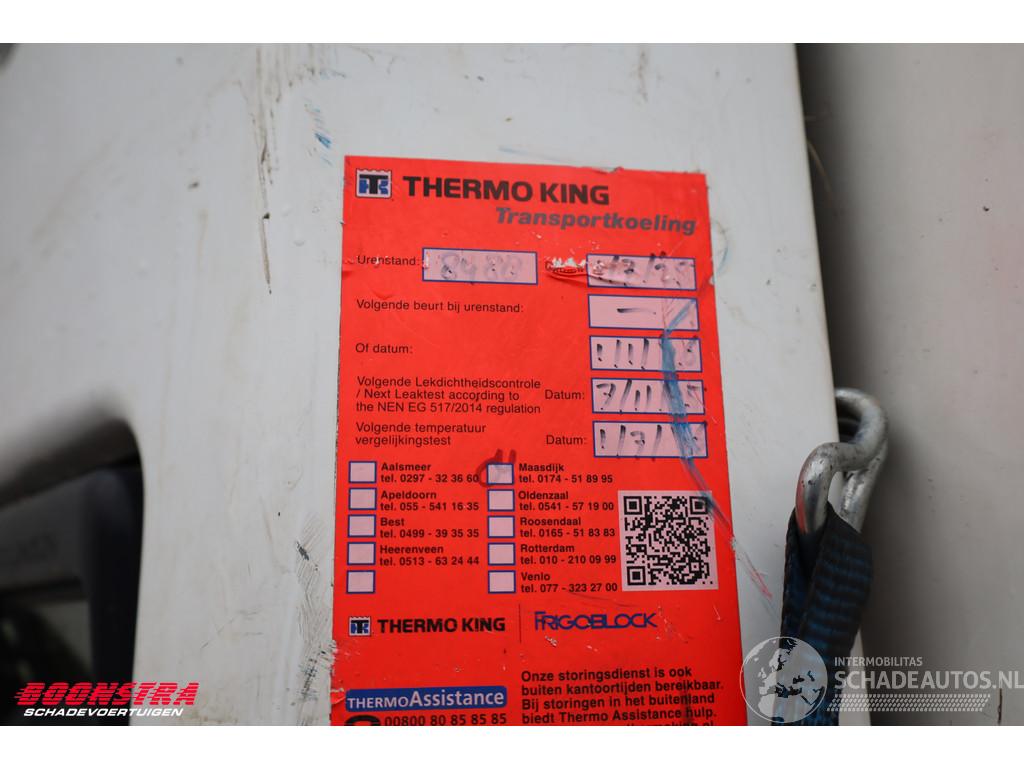 THERMO KING
Transportkoeling
Urenstand:
Volgende beurt bij urenstand: —
Of datum:
Volgende Lekdichtheidscontrole
/ Next Leaktest according to Datum: 7/11/
the NEN EG 517/2014 regulation
Volgende temperatuur
vergelijkingstest Datum: 1/7/
Aalsmeer
tel. 0297 - 32 36 60
Maasdijk
tel. 0174 - 51 89 95
Apeldoorn
tel. 055 - 541 16 35
Oldenzaal
tel. 0541 - 57 19 00
Best
tel. 0499 - 39 35 35
Roosendaal
tel. 0165 - 51 83 83
Heerenveen
tel. 0513 - 63 24 44
Rotterdam
tel. 010 - 210 09 99
Venlo
tel. 077 - 323 27 00
THERMO KING FRIGOBLOCK
THERMOAssistance
00800 80 85 85 85
Onze storingsdienst is ook
buiten kantoortijden bereikbaar.
Bij storingen in het buitenland
biedt Thermo Assistance hulp.
BOONSTRA
SCHADEVOERTUIGEN
INTERMOBILITAS
SCHADEAUTOS.NL